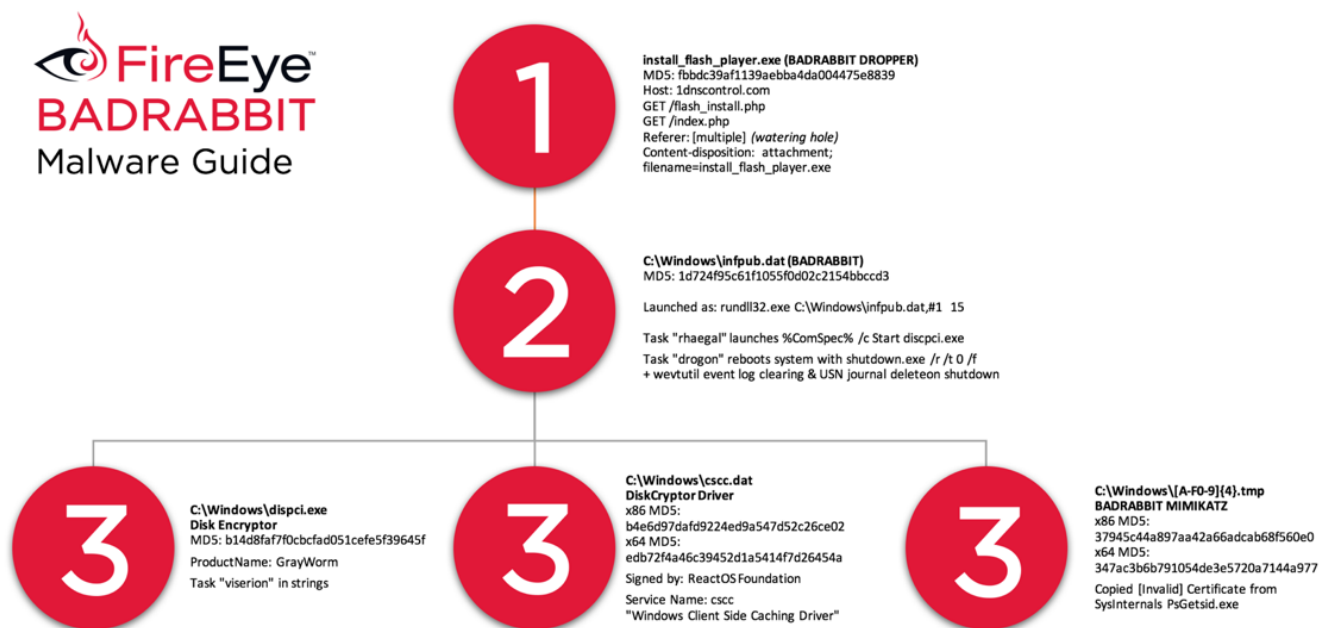 FireEye™
BADRABBIT
Malware Guide
1
install_flash_player.exe (BADRABBIT DROPPER)
MD5: fbbdc39af1139aebba4da004475e8839
Host: 1dnscontrol.com
GET /flash_install.php
GET /index.php
Referer: [multiple] (watering hole)
Content-disposition: attachment;
filename=install_flash_player.exe
2
C:\Windows\infpub.dat (BADRABBIT)
MD5: 1d724f95c61f1055f0d02c2154bbccd3
Launched as: rundll32.exe C:\Windows\infpub.dat,#1 15
Task "rhaegal" launches %ComSpec% /c Start discpci.exe
Task "drogon" reboots system with shutdown.exe /r /t 0 /f
+ wevtutil event log clearing & USN journal deleteon shutdown
3
C:\Windows\dispci.exe
Disk Encryptor
MD5: b14d8faf7f0cbcfad051cefe5f39645f
ProductName: GrayWorm
Task "viserion" in strings
3
C:\Windows\cscc.dat
DiskCryptor Driver
x86 MD5:
b4e6d97dafd9224ed9a547d52c26ce02
x64 MD5:
edb72f4a46c39452d1a5414f7d26454a
Signed by: ReactOS Foundation
Service Name: cscc
"Windows Client Side Caching Driver"
3
C:\Windows\[A-F0-9]{4}.tmp
BADRABBIT MIMIKATZ
x86 MD5:
37945c44a897aa42a66adcab68f560e0
x64 MD5:
347ac3b6b791054de3e5720a7144a977
Copied [Invalid] Certificate from
SysInternals PsGetsid.exe